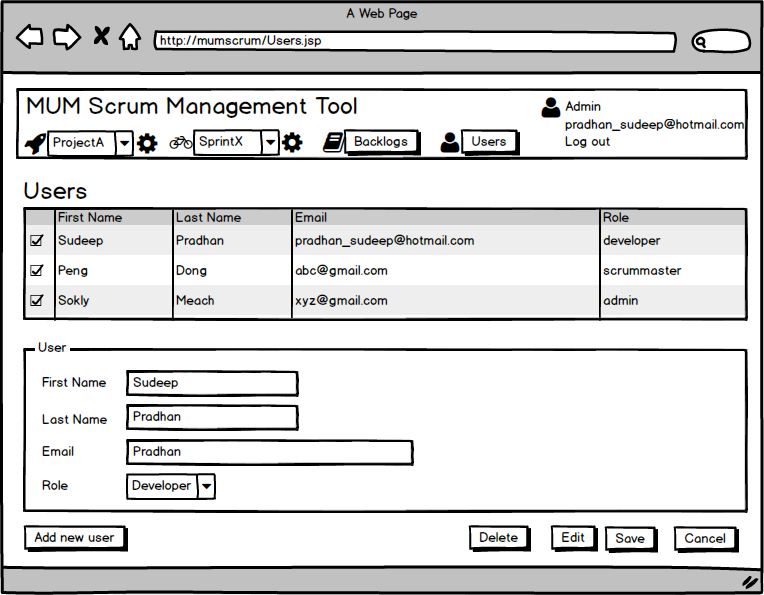 A Web Page
http://mumscrum/Users.jsp
MUM Scrum Management Tool
Admin
pradhan_sudeep@hotmail.com
Log out
ProjectA SprintX Backlogs Users
Users
First Name Last Name Email Role
Sudeep Pradhan pradhan_sudeep@hotmail.com developer
Peng Dong abc@gmail.com scrummaster
Sokly Meach xyz@gmail.com admin
User
First Name Sudeep
Last Name Pradhan
Email Pradhan
Role Developer
Add new user Delete Edit Save Cancel